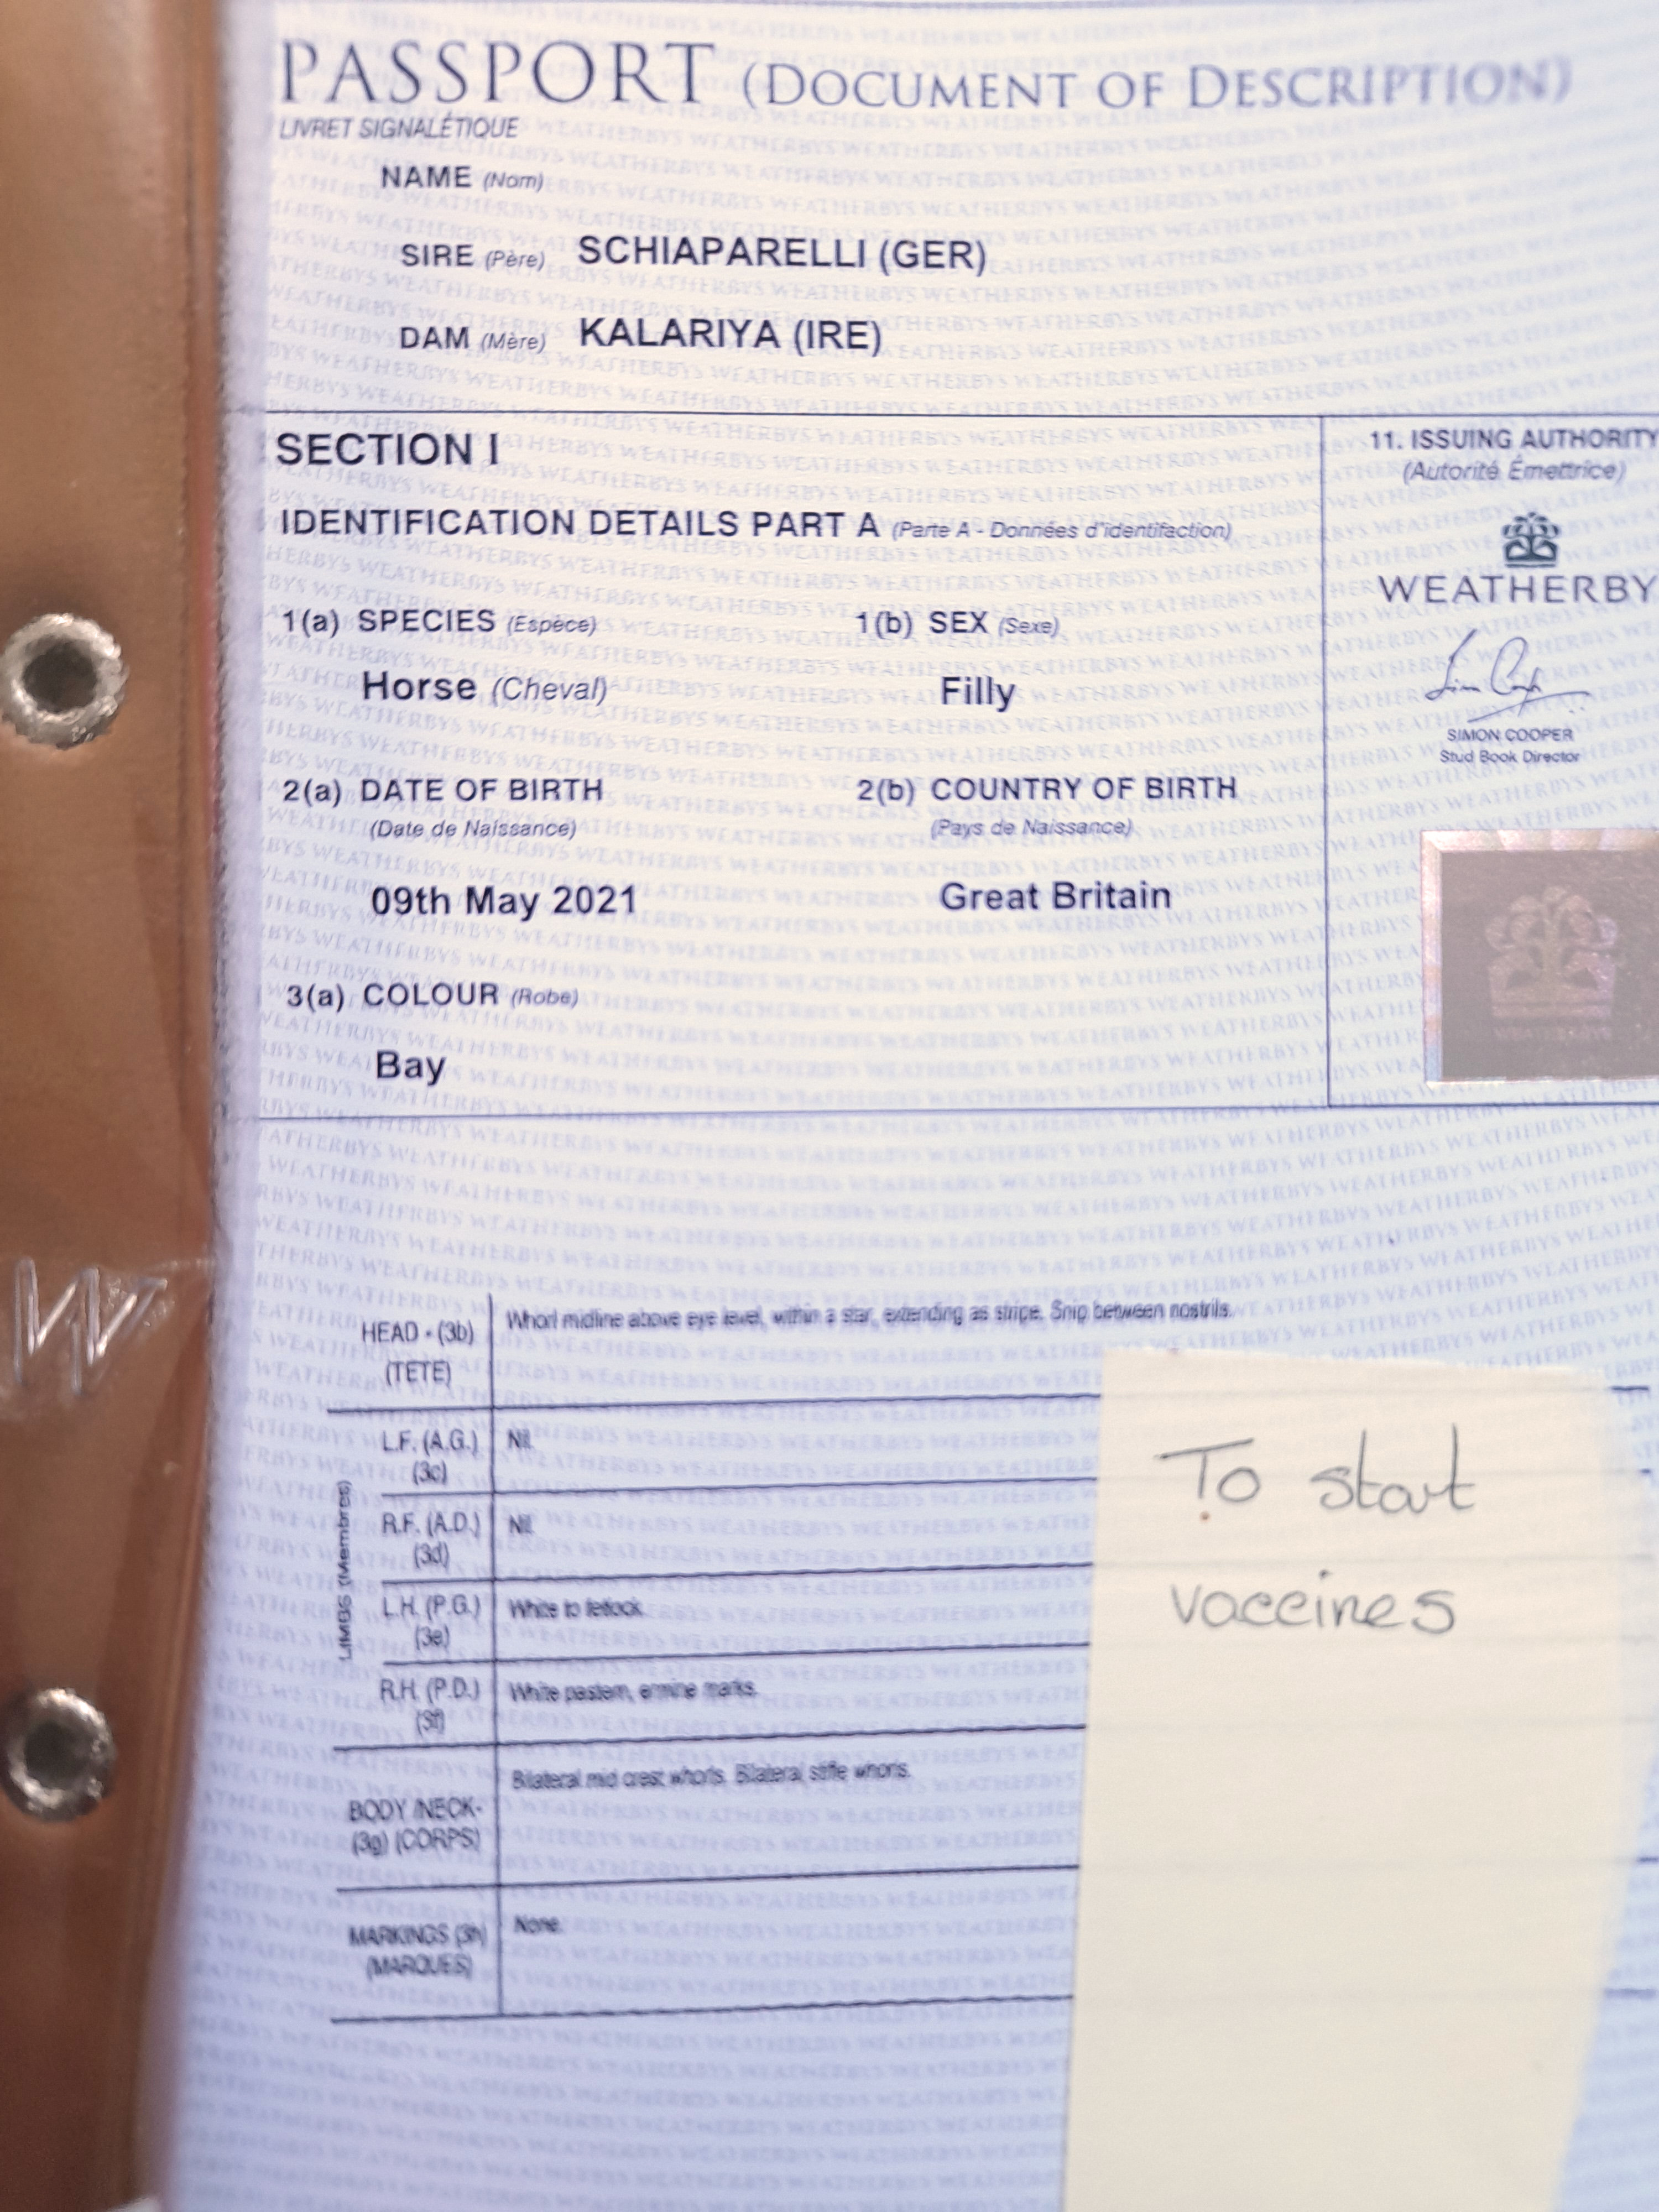 PASSPORT (DOCUMENT OF DESCRIPTION)
LIVRET SIGNALÉTIQUE
NAME (Nom)
SIRE (Père) SCHIAPARELLI (GER)
DAM (Mère) KALARIYA (IRE)
SECTION I
IDENTIFICATION DETAILS PART A (Parte A - Données d'identifaction)
1(a) SPECIES (Espèce)
Horse (Cheval)
1(b) SEX (Sexe)
Filly
2(a) DATE OF BIRTH
(Date de Naissance)
09th May 2021
2(b) COUNTRY OF BIRTH
(Pays de Naissance)
Great Britain
3(a) COLOUR (Robe)
Bay
11. ISSUING AUTHORITY
(Autorité Émettrice)
WEATHERBY
SIMON COOPER
Stud Book Director
HEAD - (3b) Whorl midline above eye level, within a star, extending as stripe. Snip between nostrils.
(TETE)
LIMBS (Membres)
L.F. (A.G.) Nil.
(3c)
R.F. (A.D.) Nil.
(3d)
L.H. (P.G.) White to fetlock.
(3e)
R.H. (P.D.) White pastern, ermine marks.
(3f)
Bilateral mid crest whorls. Bilateral stifle whorls.
BODY /NECK-
(3g) (CORPS)
None.
MARKINGS (3h)
(MARQUES)
To start
vaccines
W